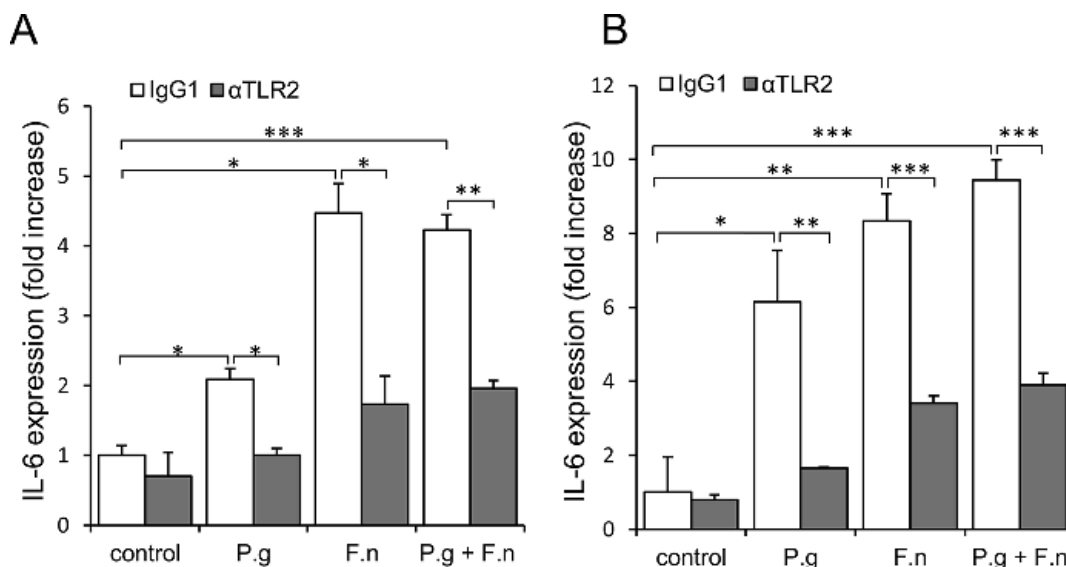 A
IgG1 αTLR2
IL-6 expression (fold increase)
6
5
4
3
2
1
0
***
* *
**
* *
control P.g F.n P.g + F.n
B
IgG1 αTLR2
IL-6 expression (fold increase)
12
10
8
6
4
2
0
*** ***
** ***
* **
control P.g F.n P.g + F.n